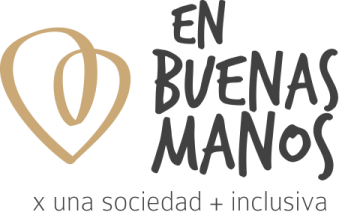 EN
BUENAS
MANOS
x una sociedad + inclusiva